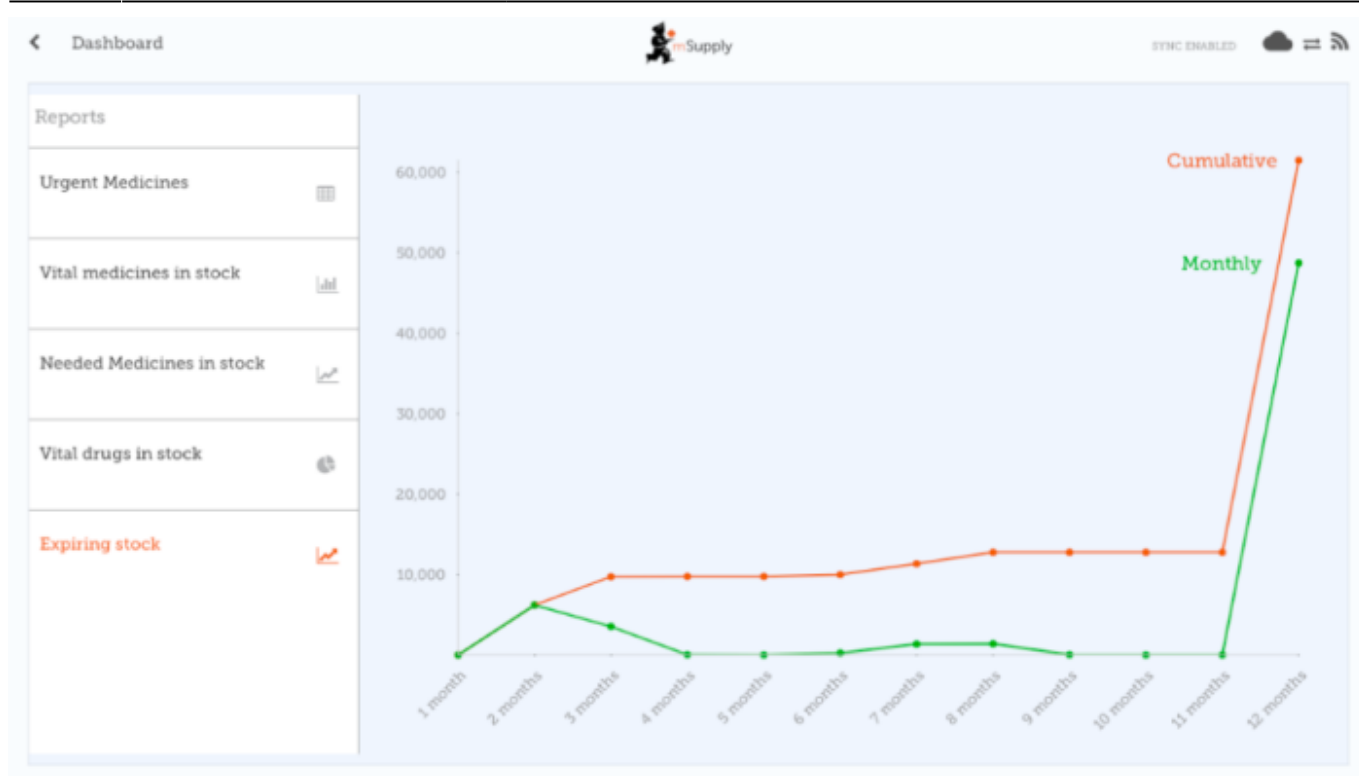 Dashboard
mSupply
SYNC ENABLED
Reports
Urgent Medicines
Vital medicines in stock
Needed Medicines in stock
Vital drugs in stock
Expiring stock
Cumulative
Monthly
60,000
50,000
40,000
30,000
20,000
10,000
1 month
2 months
3 months
4 months
5 months
6 months
7 months
8 months
9 months
10 months
11 months
12 months